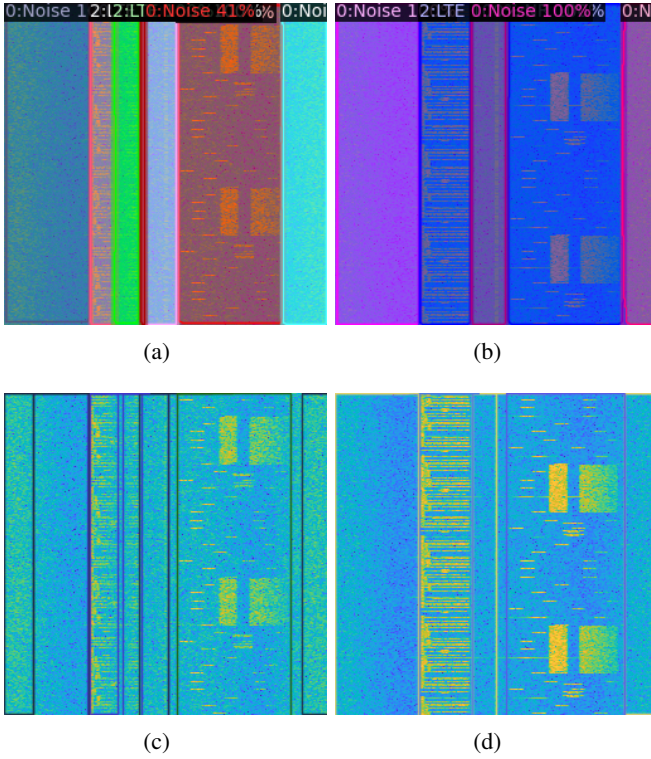 0:Noise 1 2:L 2:LT 0:Noise 41% % 0:Noi
0:Noise 1 2:LTE 0:Noise 100% % 0:N
(a)
(b)
(c)
(d)